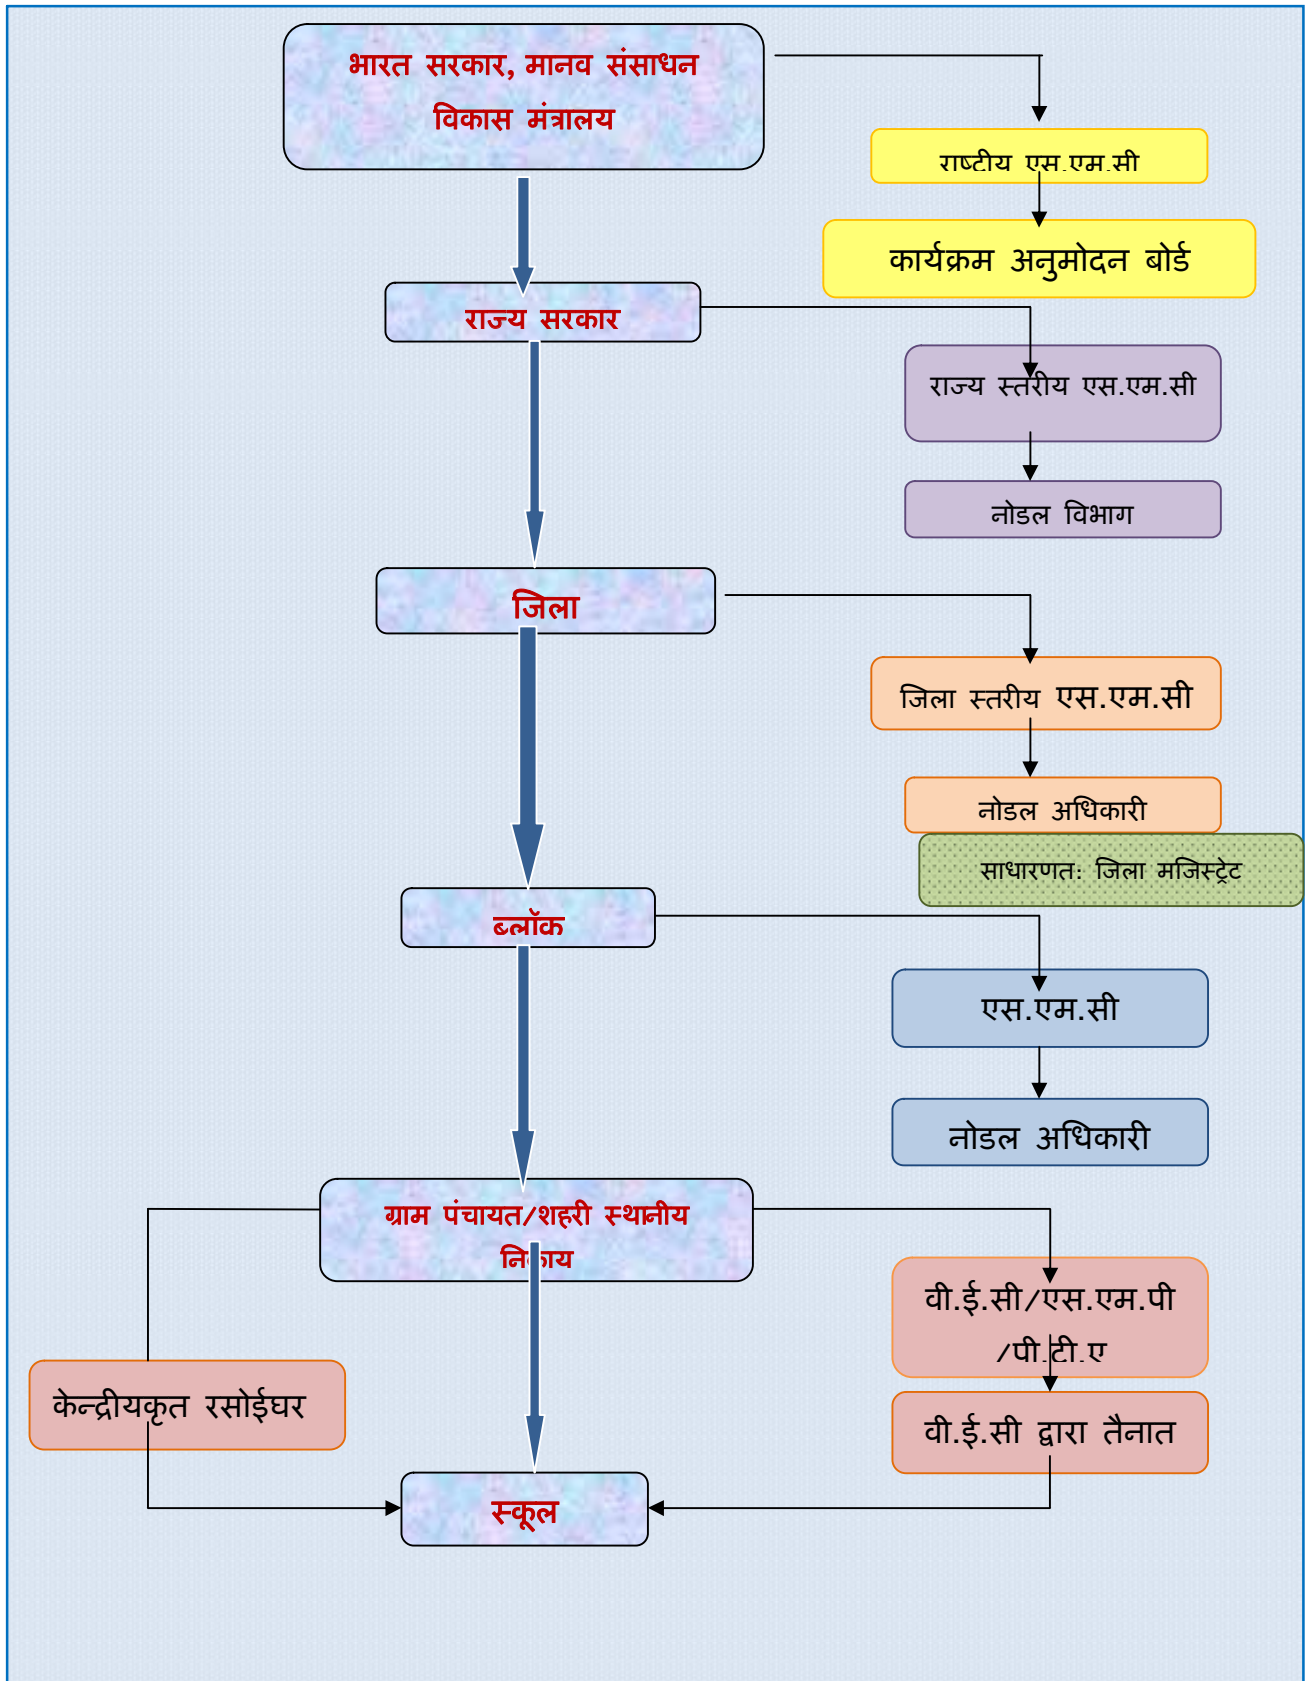 भारत सरकार, मानव संसाधन
विकास मंत्रालय
राष्टीय एस.एम.सी
कार्यक्रम अनुमोदन बोर्ड
राज्य सरकार
राज्य स्तरीय एस.एम.सी
नोडल विभाग
जिला
जिला स्तरीय एस.एम.सी
नोडल अधिकारी
साधारणत: जिला मजिस्ट्रेट
ब्लॉक
एस.एम.सी
नोडल अधिकारी
ग्राम पंचायत/शहरी स्थानीय
निकाय
वी.ई.सी/एस.एम.पी
/पी.टी.ए
केन्द्रीयकृत रसोईघर
वी.ई.सी द्वारा तैनात
स्कूल